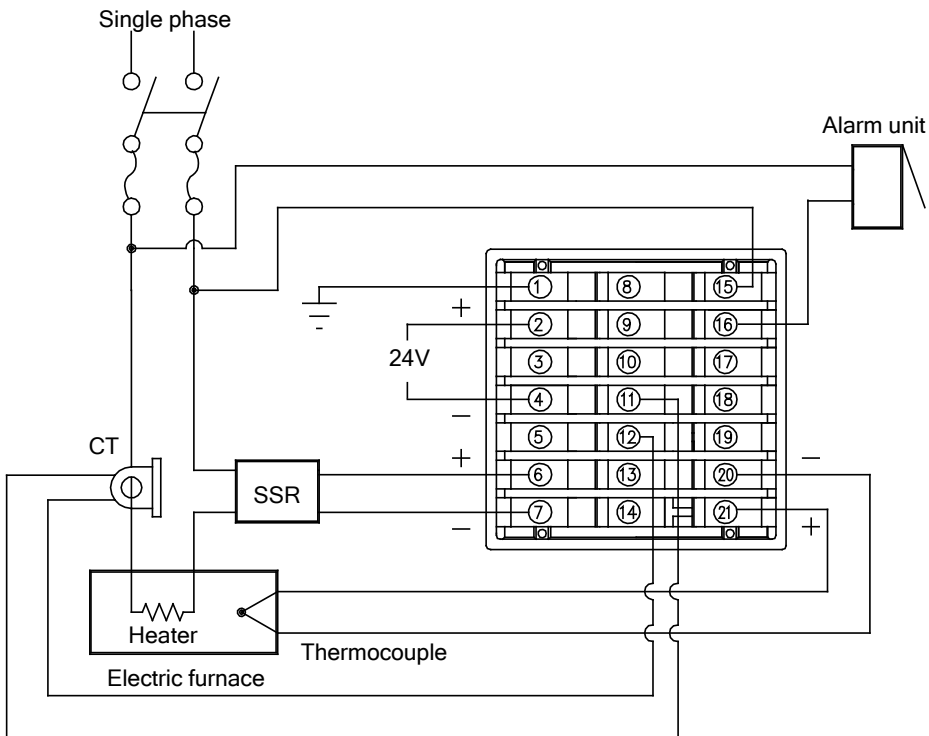 Single phase
Alarm unit
1 8 15
+
2 9 16
24V
3 10 17
4 11 18
−
CT
5 12 19
+
−
SSR
6 13 20
7 14 21
−
+
Heater
Thermocouple
Electric furnace